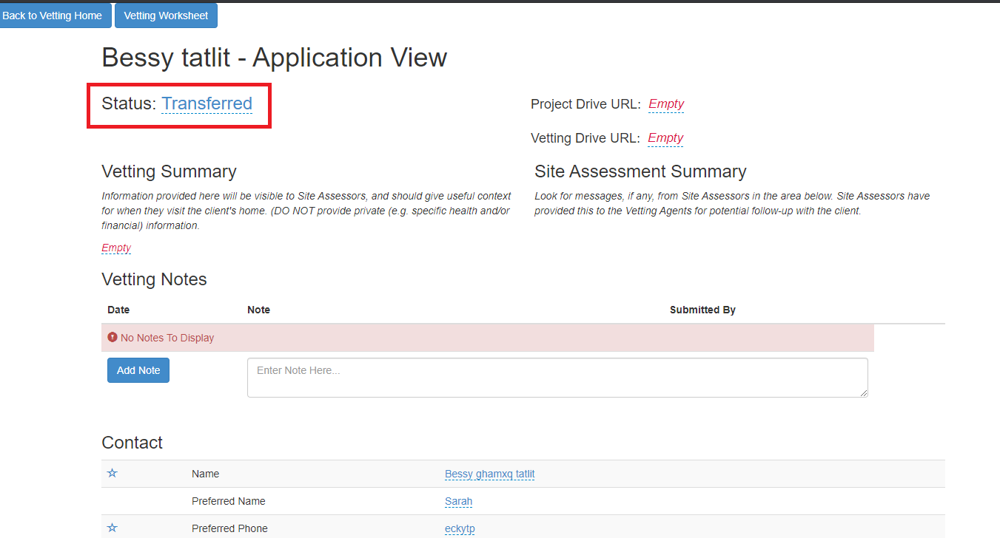 Back to Vetting Home
Vetting Worksheet
Bessy tatlit - Application View
Status: Transferred
Project Drive URL: Empty
Vetting Drive URL: Empty
Vetting Summary
Information provided here will be visible to Site Assessors, and should give useful context
for when they visit the client's home. (DO NOT provide private (e.g. specific health and/or
financial) information.
Empty
Site Assessment Summary
Look for messages, if any, from Site Assessors in the area below. Site Assessors have
provided this to the Vetting Agents for potential follow-up with the client.
Vetting Notes
Date Note Submitted By
No Notes To Display
Add Note
Enter Note Here...
Contact
Name Bessy ghamxq tatlit
Preferred Name Sarah
Preferred Phone eckytp